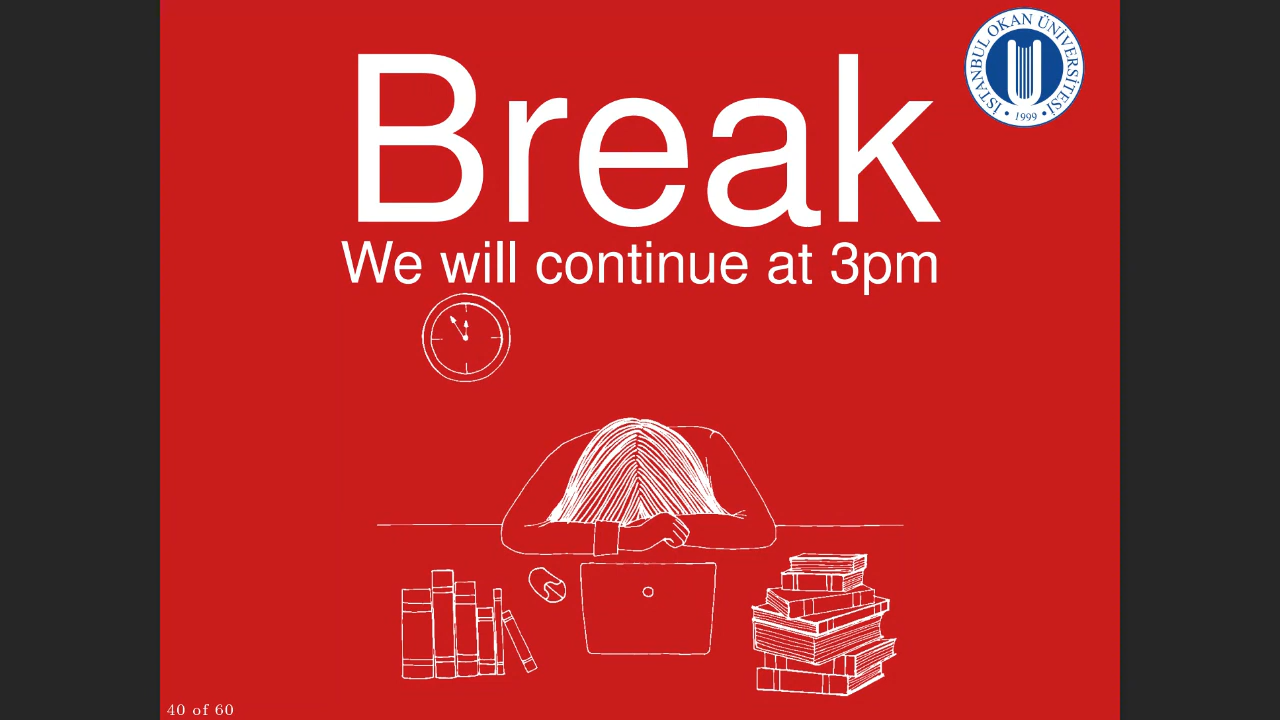 Break
İSTANBUL OKAN ÜNİVERSİTESİ
• 1999 •
We will continue at 3pm
40 of 60